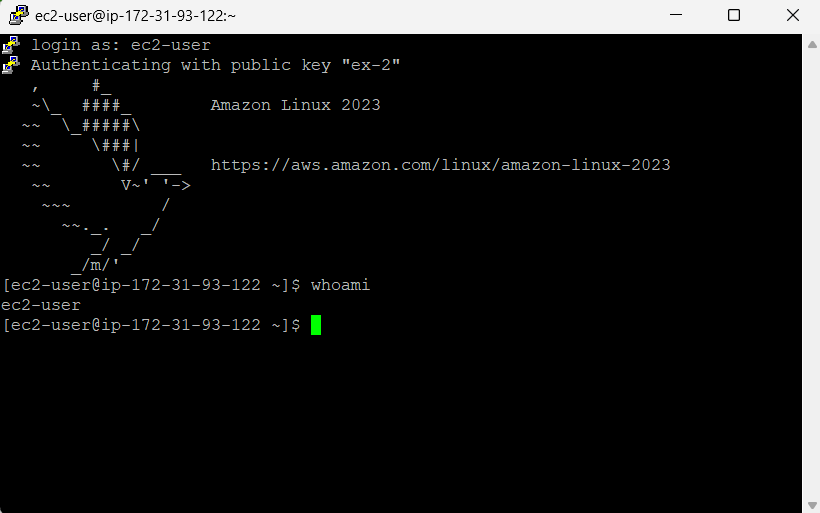 ec2-user@ip-172-31-93-122:~
login as: ec2-user
Authenticating with public key "ex-2"
   ,     #_
   ~\_  ####_        Amazon Linux 2023
  ~~  \_#####\
  ~~     \###|
  ~~       \#/ ___   https://aws.amazon.com/linux/amazon-linux-2023
   ~~       V~' '->
    ~~~         /
      ~~._.   _/
         _/ _/
       _/m/'
[ec2-user@ip-172-31-93-122 ~]$ whoami
ec2-user
[ec2-user@ip-172-31-93-122 ~]$